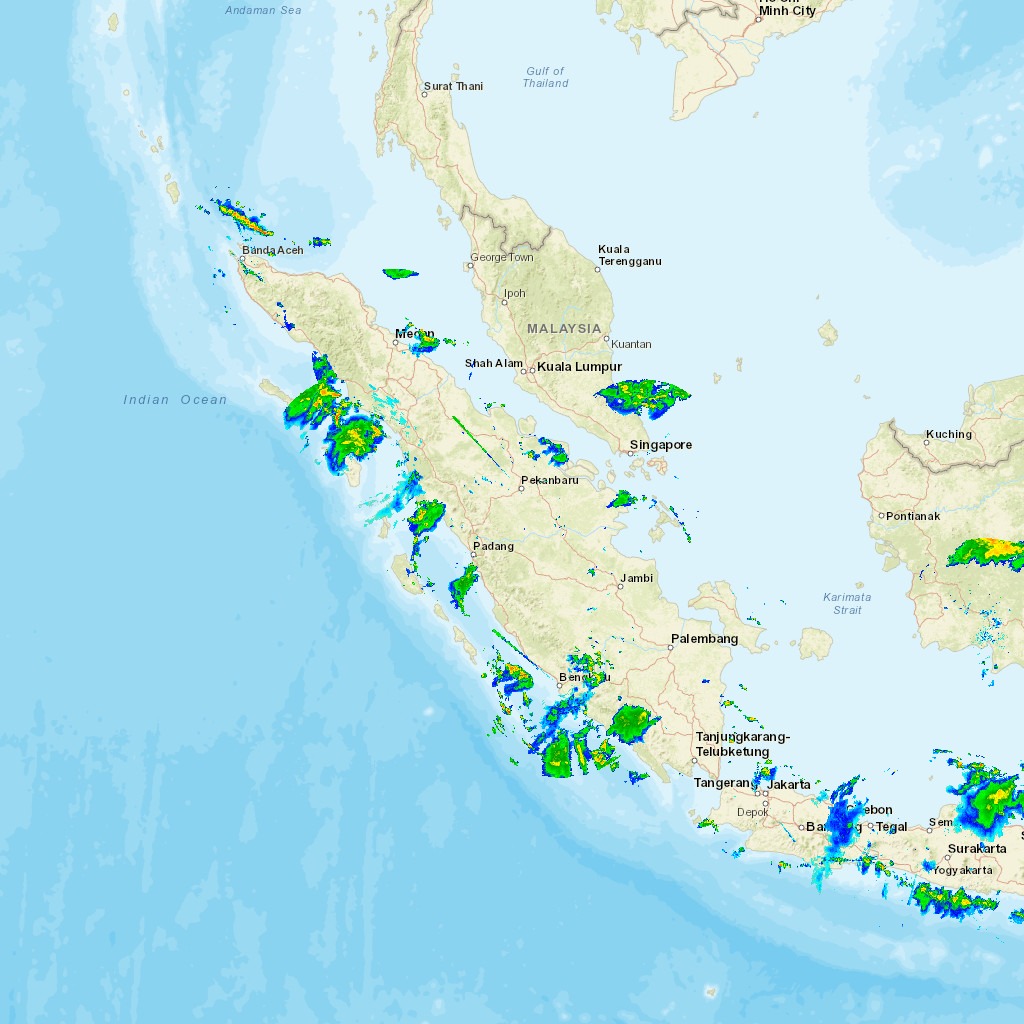 Andaman Sea
Minh City
Gulf of
Thailand
Surat Thani
Banda Aceh
George Town
Kuala
Terengganu
Ipoh
MALAYSIA
Kuantan
Shah Alam
Kuala Lumpur
Indian Ocean
Singapore
Kuching
Pekanbaru
Pontianak
Padang
Jambi
Karimata
Strait
Palembang
Tanjungkarang-
Telubketung
Tangerang
Jakarta
Depok
Tegal
Surakarta
Yogyakarta